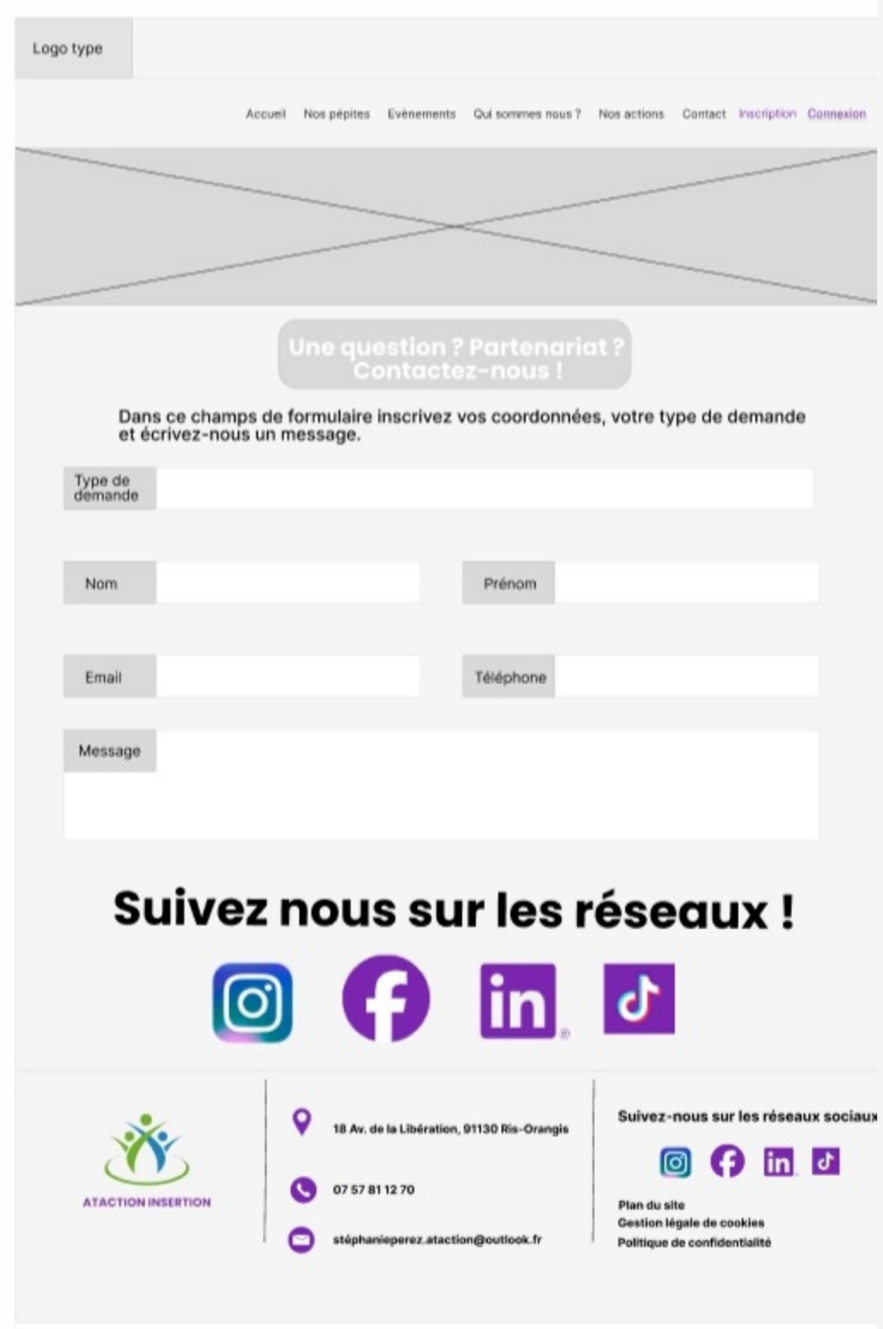 Logo type
Accueil Nos pépites Evènements Qui sommes nous ? Nos actions Contact Inscription Connexion
Une question ? Partenariat ?
Contactez-nous !
Dans ce champs de formulaire inscrivez vos coordonnées, votre type de demande
et écrivez-nous un message.
Type de
demande
Nom
Prénom
Email
Téléphone
Message
Suivez nous sur les réseaux !
in
ATACTION INSERTION
18 Av. de la Libération, 91130 Ris-Orangis
07 57 81 12 70
stéphanieperez.ataction@outlook.fr
Suivez-nous sur les réseaux sociaux
in
Plan du site
Gestion légale de cookies
Politique de confidentialité